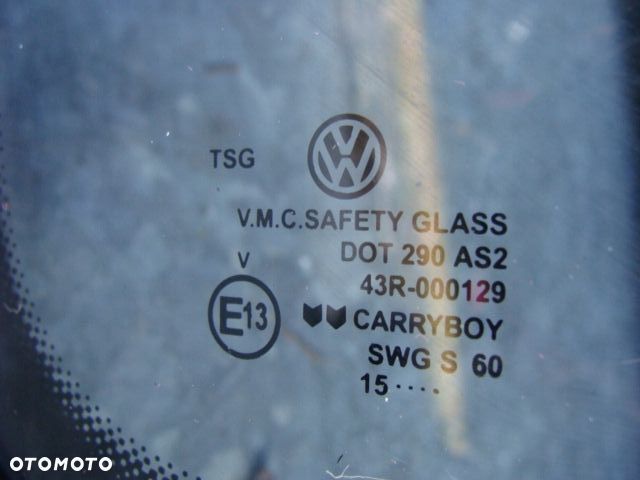 TSG
V.M.C.SAFETY GLASS
V DOT 290 AS2
43R-000129
E13 CARRYBOY
SWG S 60
15 ····
OTOMOTO